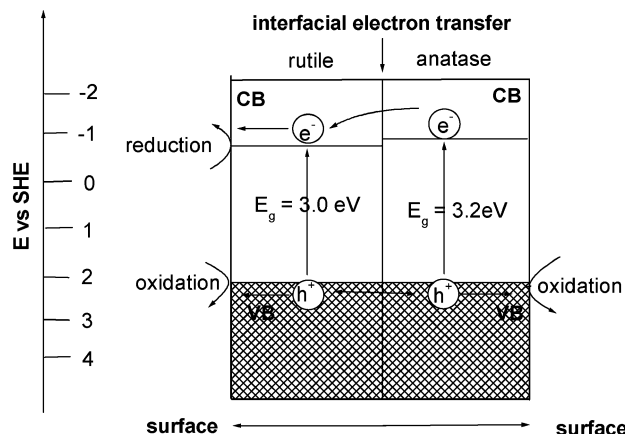 interfacial electron transfer
rutile
anatase
E vs SHE
-2
-1
0
1
2
3
4
CB
CB
e-
e-
reduction
Eg = 3.0 eV
Eg = 3.2eV
oxidation
h+
h+
oxidation
VB
VB
surface
surface